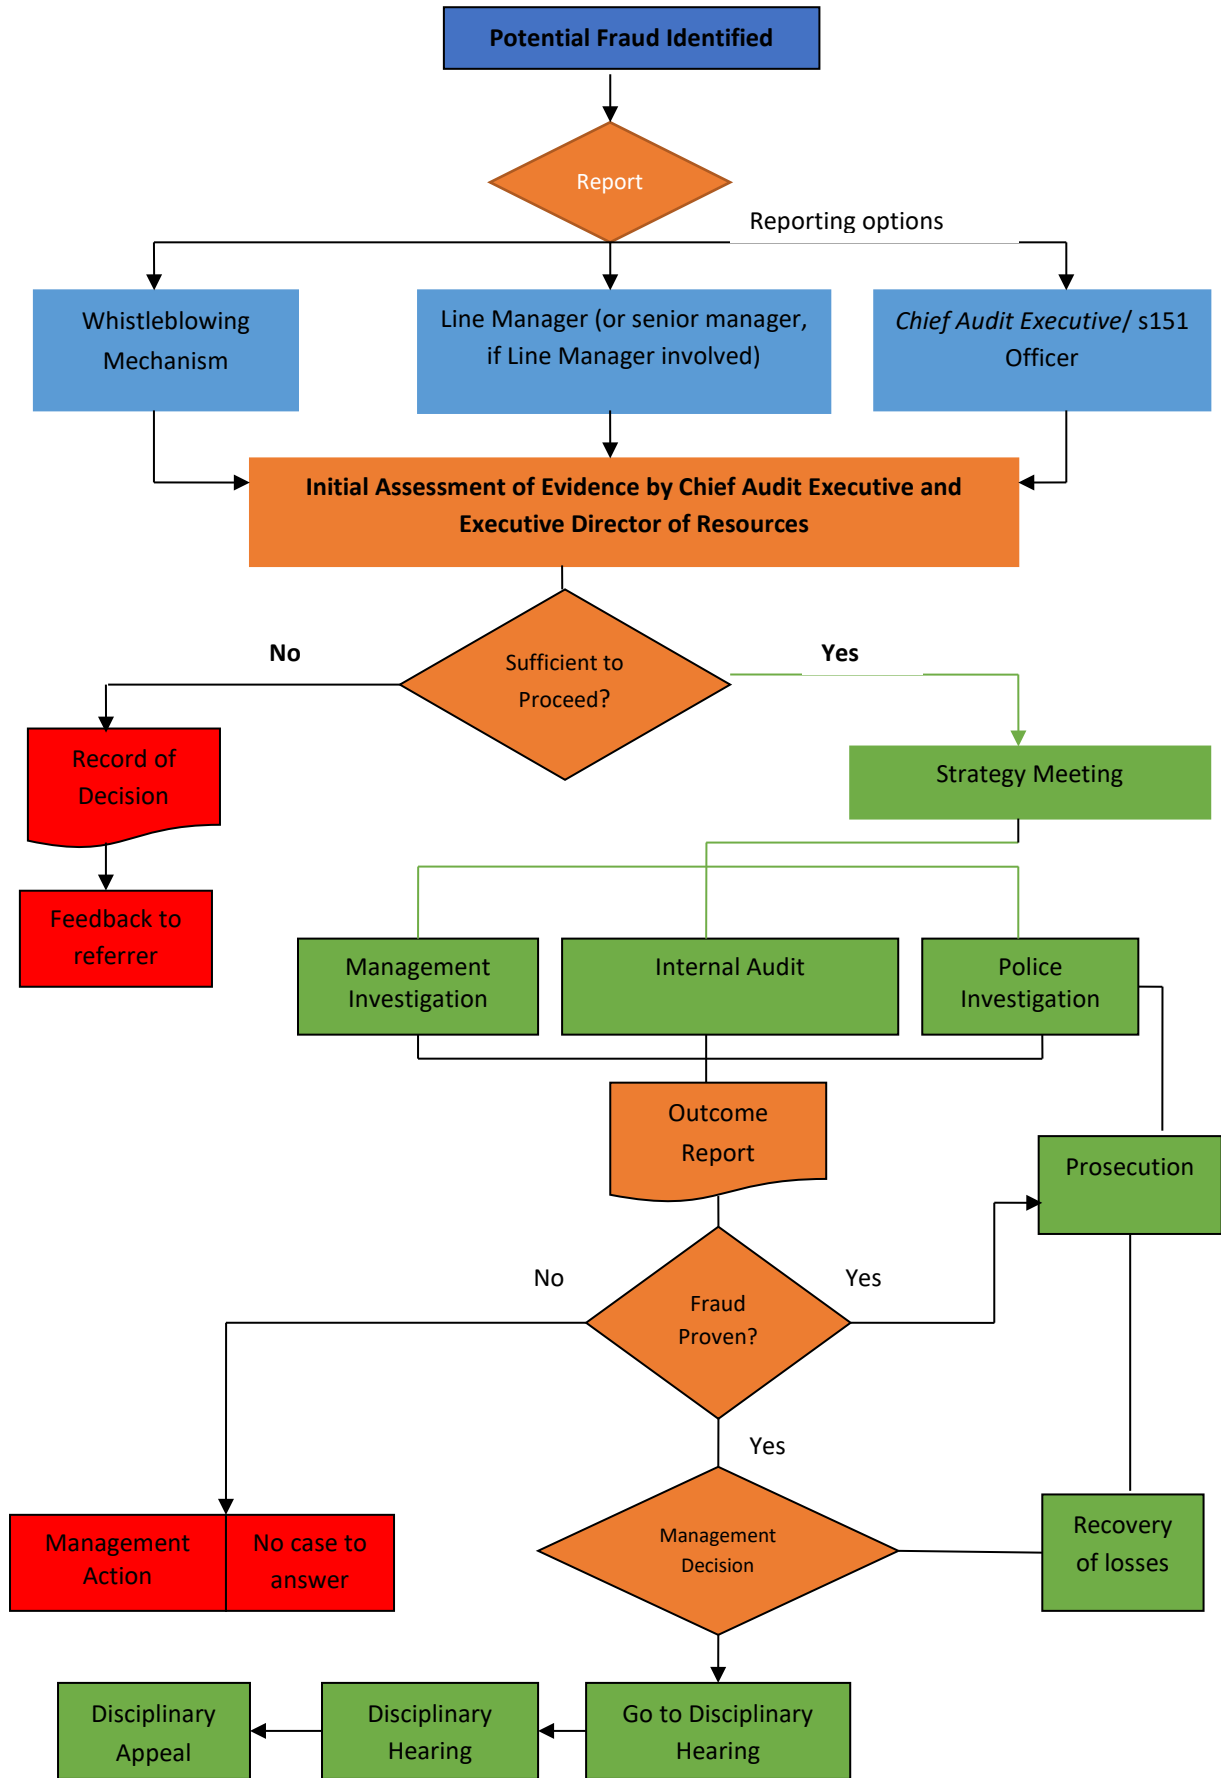 Potential Fraud Identified
Report
Reporting options
Whistleblowing
Mechanism
Line Manager (or senior manager,
if Line Manager involved)
Chief Audit Executive/ s151
Officer
Initial Assessment of Evidence by Chief Audit Executive and
Executive Director of Resources
No
Sufficient to
Proceed?
Yes
Record of
Decision
Strategy Meeting
Feedback to
referrer
Management
Investigation
Internal Audit
Police
Investigation
Outcome
Report
Prosecution
No
Fraud
Proven?
Yes
Yes
Management
Action
No case to
answer
Management
Decision
Recovery
of losses
Disciplinary
Appeal
Disciplinary
Hearing
Go to Disciplinary
Hearing